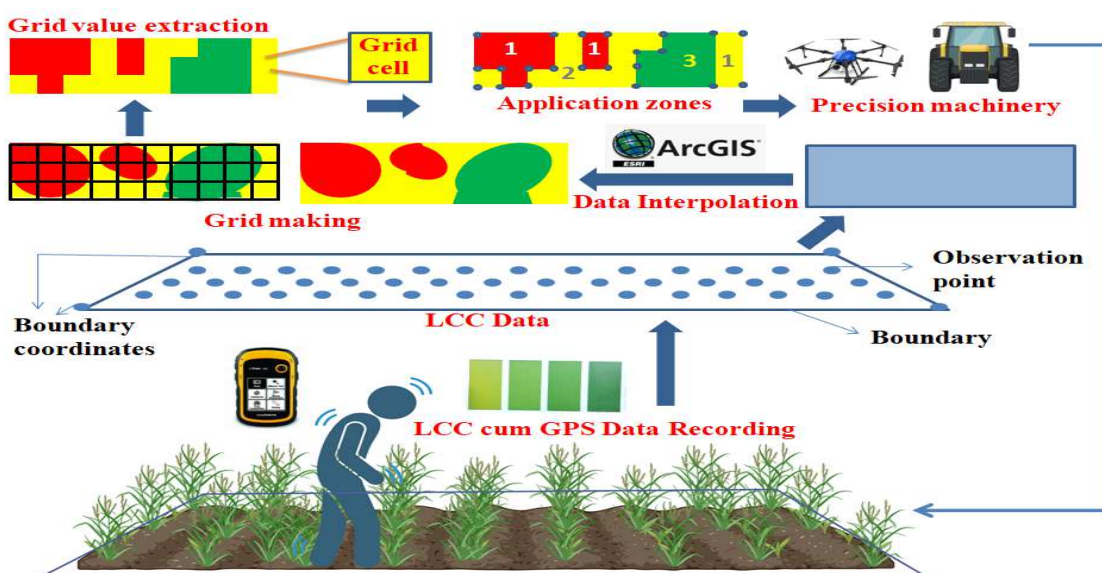 Grid value extraction
Grid
cell
1
1
2
3
1
Application zones
Precision machinery
ArcGIS
ESRI
Data Interpolation
Grid making
Observation
point
Boundary
coordinates
LCC Data
Boundary
LCC cum GPS Data Recording